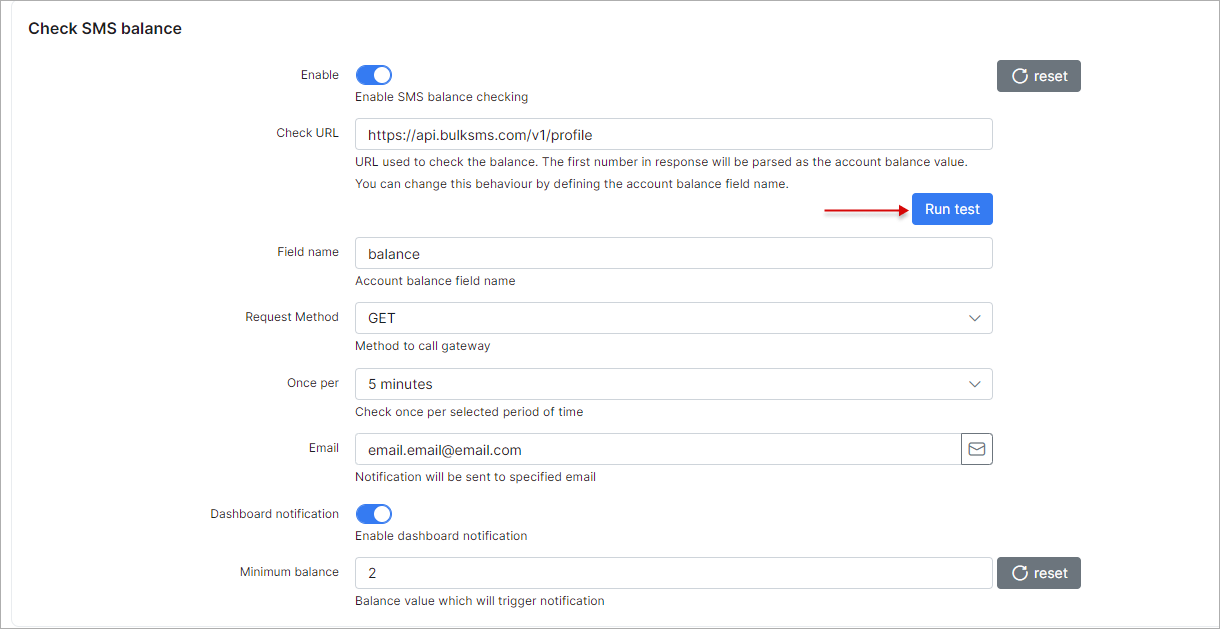 Check SMS balance
Enable
reset
Enable SMS balance checking
Check URL
https://api.bulksms.com/v1/profile
URL used to check the balance. The first number in response will be parsed as the account balance value.
You can change this behaviour by defining the account balance field name.
Run test
Field name
balance
Account balance field name
Request Method
GET
Method to call gateway
Once per
5 minutes
Check once per selected period of time
Email
email.email@email.com
Notification will be sent to specified email
Dashboard notification
Enable dashboard notification
Minimum balance
2
reset
Balance value which will trigger notification